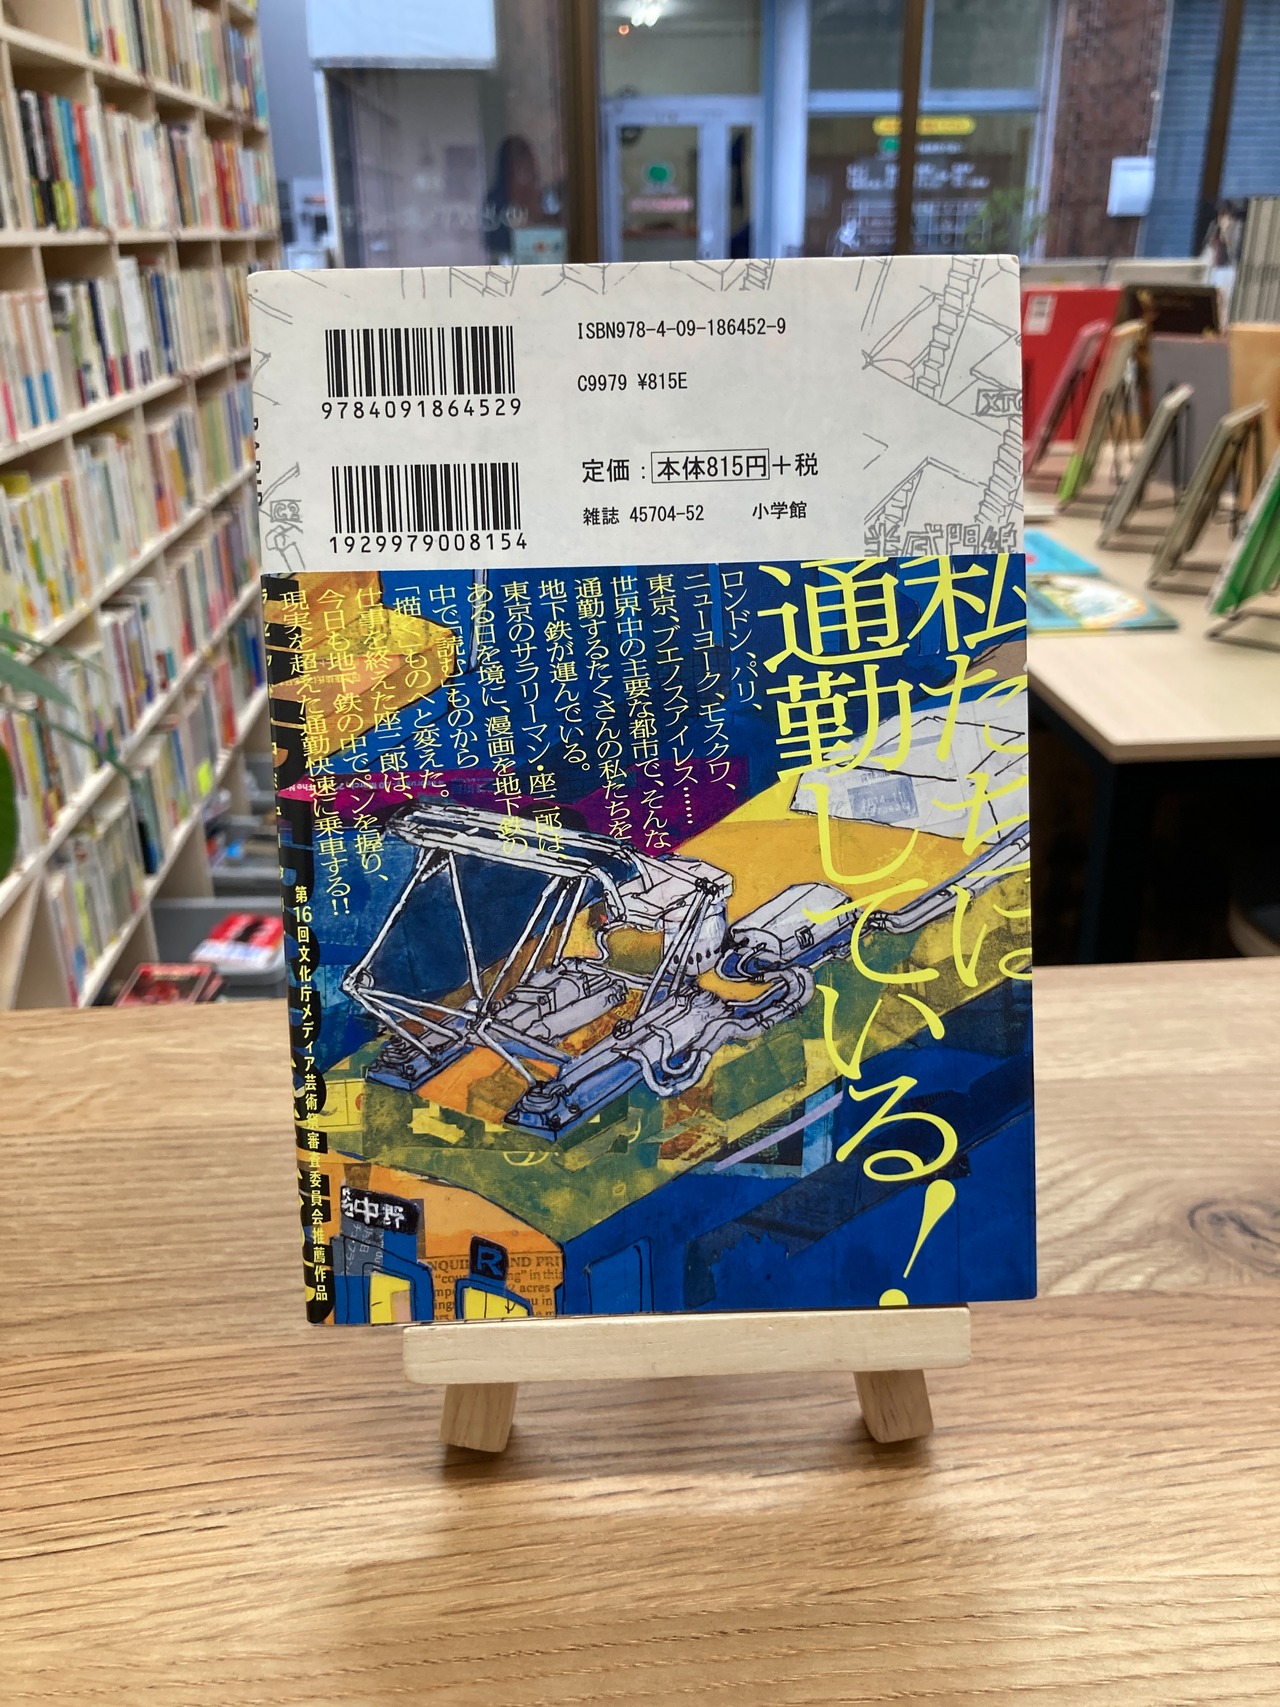 ISBN978-4-09-186452-9
9784091864529
C9979 ¥815E
定価：本体815円＋税
雑誌 45704-52 小学館
1929979008154
半蔵門線
私たちは
通勤している！
ロンドン、パリ、
ニューヨーク、モスクワ、
東京、ブエノスアイレス……
世界中の主要な都市で、そんな
通勤するたくさんの私たちを
地下鉄が運んでいる。
東京のサラリーマン・座二郎は、
ある日を境に、漫画を地下鉄の
中で「読む」ものから
「描く」ものへと変えた。
仕事を終えた座二郎は、
今日も地下鉄の中でペンを握り、
現実を超えた通勤快速に乗車する!!
第16回文化庁メディア芸術祭審査委員会推薦作品
中野
R